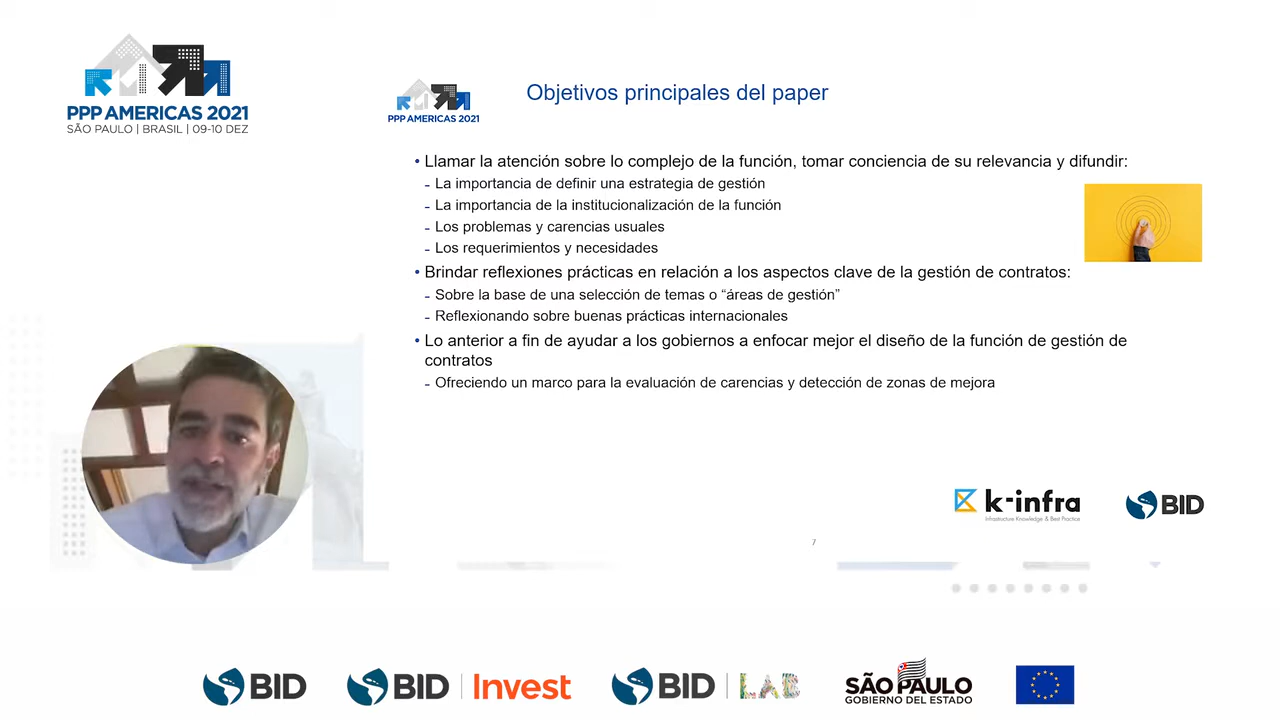 PPP AMERICAS 2021
SÃO PAULO | BRASIL | 09-10 DEZ
PPP AMERICAS 2021
Objetivos principales del paper
• Llamar la atención sobre lo complejo de la función, tomar conciencia de su relevancia y difundir:
- La importancia de definir una estrategia de gestión
- La importancia de la institucionalización de la función
- Los problemas y carencias usuales
- Los requerimientos y necesidades
• Brindar reflexiones prácticas en relación a los aspectos clave de la gestión de contratos:
- Sobre la base de una selección de temas o “áreas de gestión”
- Reflexionando sobre buenas prácticas internacionales
• Lo anterior a fin de ayudar a los gobiernos a enfocar mejor el diseño de la función de gestión de
contratos
- Ofreciendo un marco para la evaluación de carencias y detección de zonas de mejora
k-infra
Infrastructure Knowledge & Best Practice
BID
7
BID
BID | Invest
BID | LAB
SÃO PAULO
GOVERNO DEL ESTADO